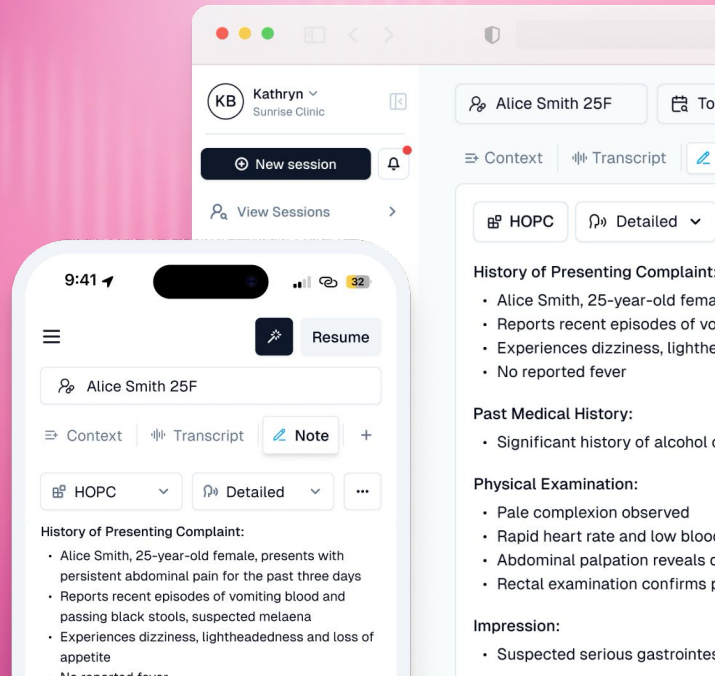 KB
Kathryn
Sunrise Clinic
New session
View Sessions
Alice Smith 25F
Context
Transcript
HOPC
Detailed
History of Presenting Complaint:
• Alice Smith, 25-year-old
• Reports recent episodes of
• Experiences dizziness,
• No reported fever
Past Medical History:
• Significant history of alcohol
Physical Examination:
• Pale complexion observed
• Rapid heart rate and low
• Abdominal palpation reveals
• Rectal examination confirms
Impression:
• Suspected serious
9:41
32
Resume
Alice Smith 25F
Context
Transcript
Note
HOPC
Detailed
History of Presenting Complaint:
• Alice Smith, 25-year-old female, presents with
persistent abdominal pain for the past three days
• Reports recent episodes of vomiting blood and
passing black stools, suspected melaena
• Experiences dizziness, lightheadedness and loss of
appetite
• No reported fever